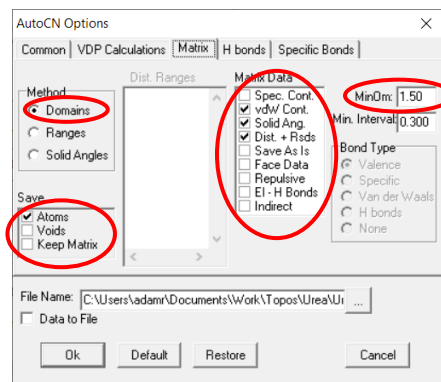 AutoCN Options
Common VDP Calculations Matrix H bonds Specific Bonds
Method
Domains
Ranges
Solid Angles
Save
Atoms
Voids
Keep Matrix
Dist. Ranges
Matrix Data
Spec. Cont.
vdW Cont.
Solid Ang.
Dist. + Rsds
Save As Is
Face Data
Repulsive
El - H Bonds
Indirect
MinOm: 1.50
Min. Interval: 0.300
Bond Type
Valence
Specific
Van der Waals
H bonds
None
File Name: C:\Users\adamr\Documents\Work\Topos\Urea\Ur ...
Data to File
Ok Default Restore Cancel